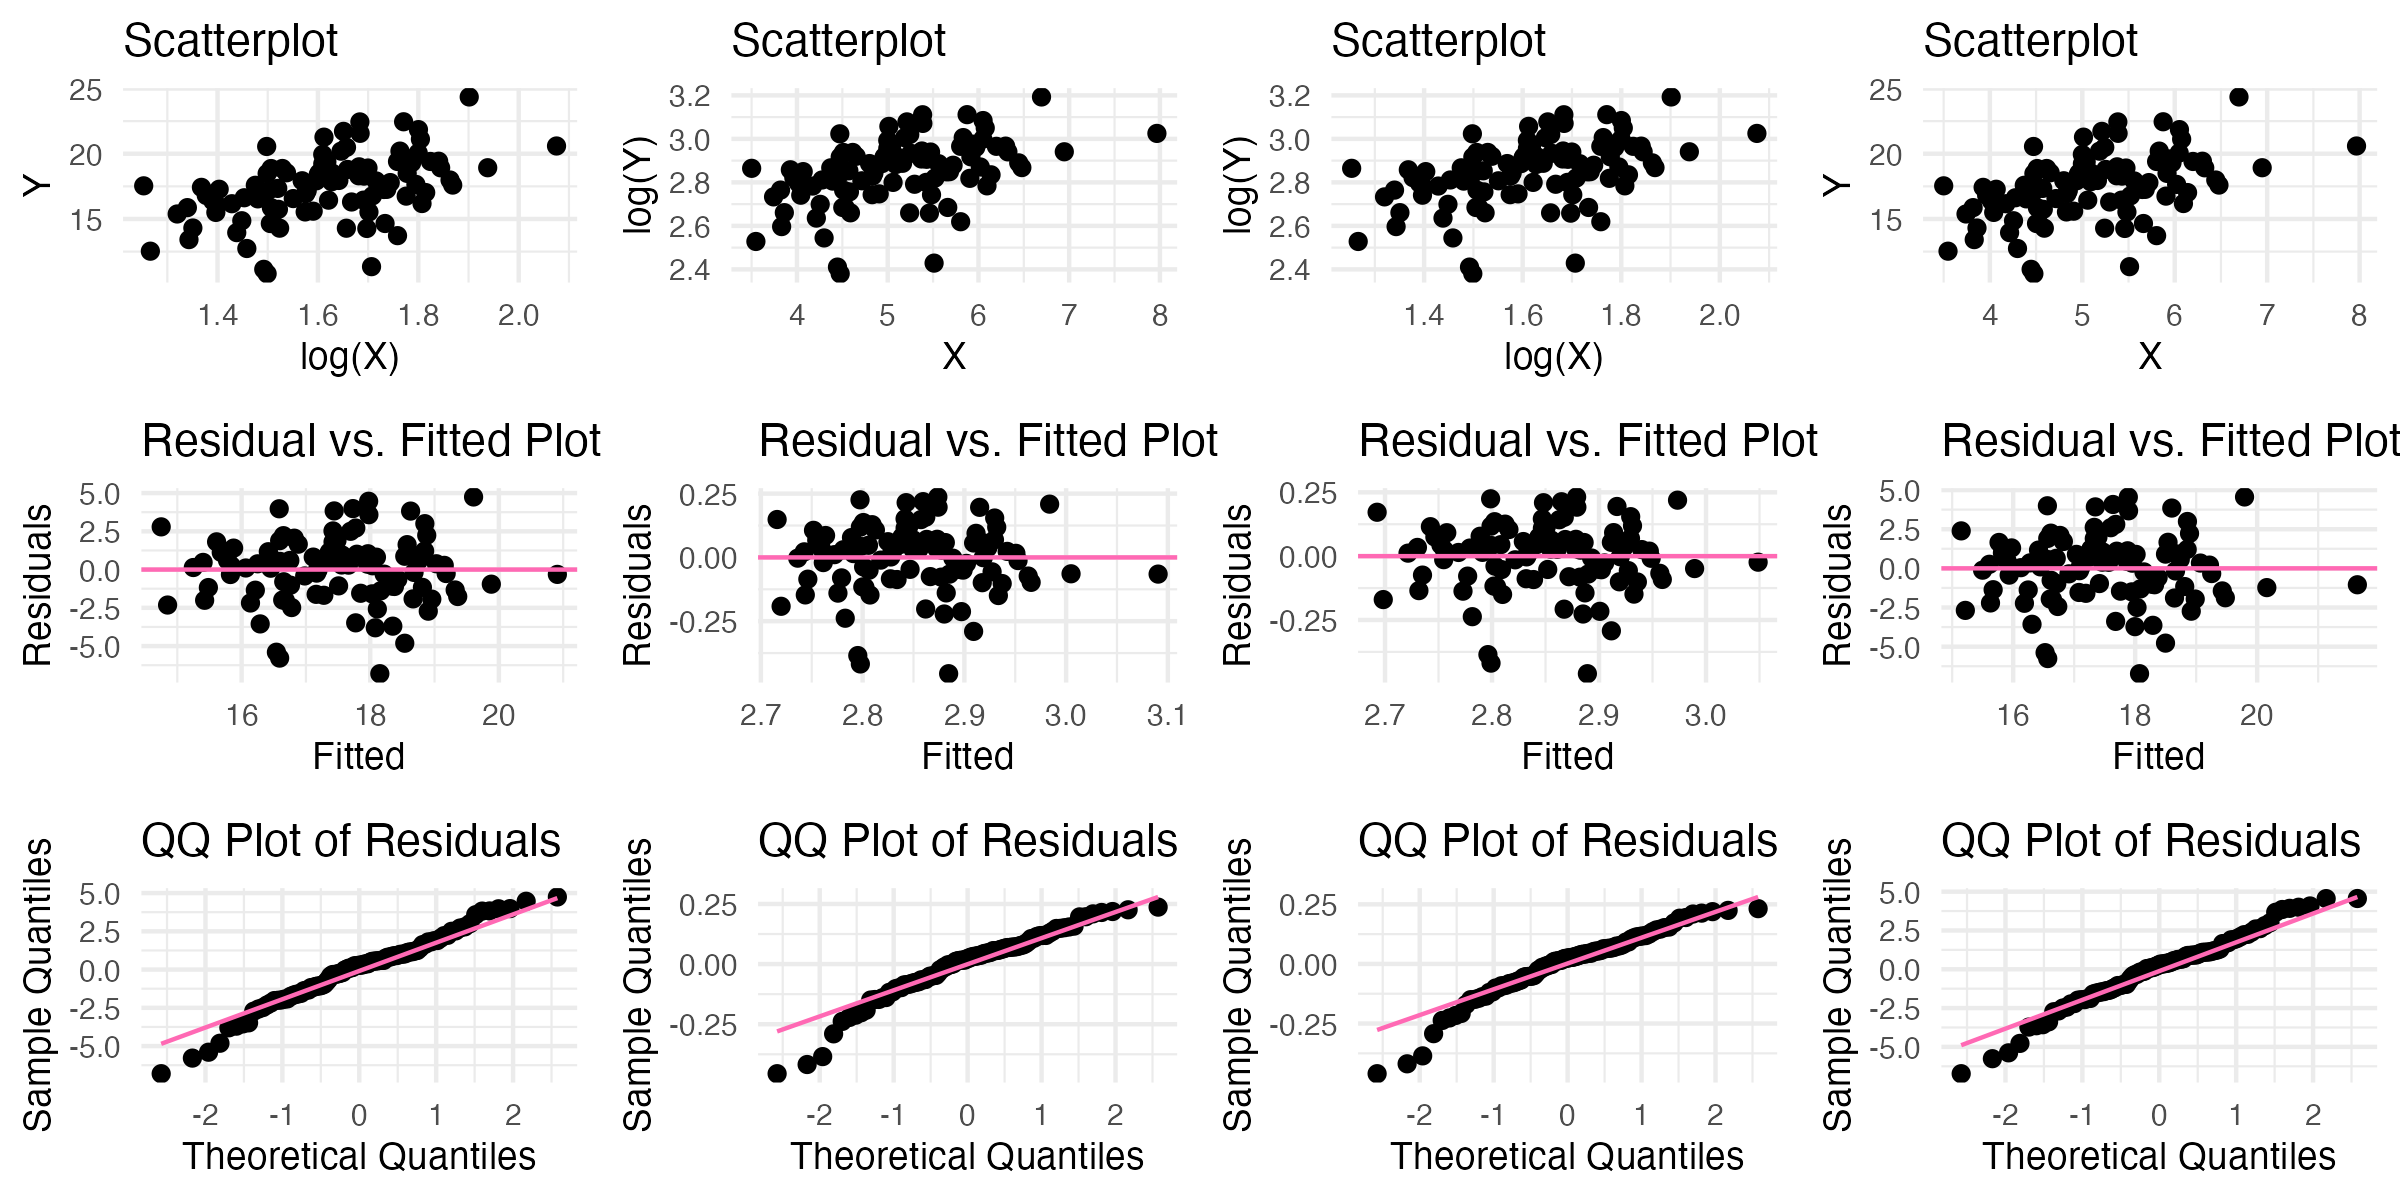 Scatterplot
25
20
15
Y
1.4 1.6 1.8 2.0
log(X)
Scatterplot
3.2
3.0
2.8
2.6
2.4
log(Y)
4 5 6 7 8
X
Scatterplot
3.2
3.0
2.8
2.6
2.4
log(Y)
1.4 1.6 1.8 2.0
log(X)
Scatterplot
25
20
15
Y
4 5 6 7 8
X
Residual vs. Fitted Plot
5.0
2.5
0.0
-2.5
-5.0
Residuals
16 18 20
Fitted
Residual vs. Fitted Plot
0.25
0.00
-0.25
Residuals
2.7 2.8 2.9 3.0 3.1
Fitted
Residual vs. Fitted Plot
0.25
0.00
-0.25
Residuals
2.7 2.8 2.9 3.0
Fitted
Residual vs. Fitted Plot
5.0
2.5
0.0
-2.5
-5.0
Residuals
16 18 20
Fitted
QQ Plot of Residuals
5.0
2.5
0.0
-2.5
-5.0
Sample Quantiles
-2 -1 0 1 2
Theoretical Quantiles
QQ Plot of Residuals
0.25
0.00
-0.25
Sample Quantiles
-2 -1 0 1 2
Theoretical Quantiles
QQ Plot of Residuals
0.25
0.00
-0.25
Sample Quantiles
-2 -1 0 1 2
Theoretical Quantiles
QQ Plot of Residuals
5.0
2.5
0.0
-2.5
-5.0
Sample Quantiles
-2 -1 0 1 2
Theoretical Quantiles